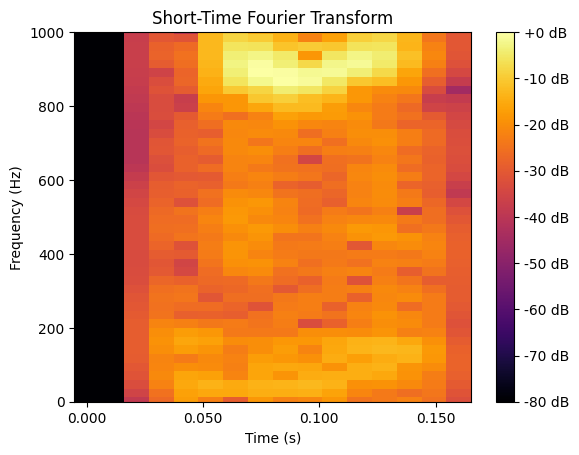 Short-Time Fourier Transform
1000
800
600
400
200
0
Frequency (Hz)
0.000
0.050
0.100
0.150
Time (s)
+0 dB
-10 dB
-20 dB
-30 dB
-40 dB
-50 dB
-60 dB
-70 dB
-80 dB